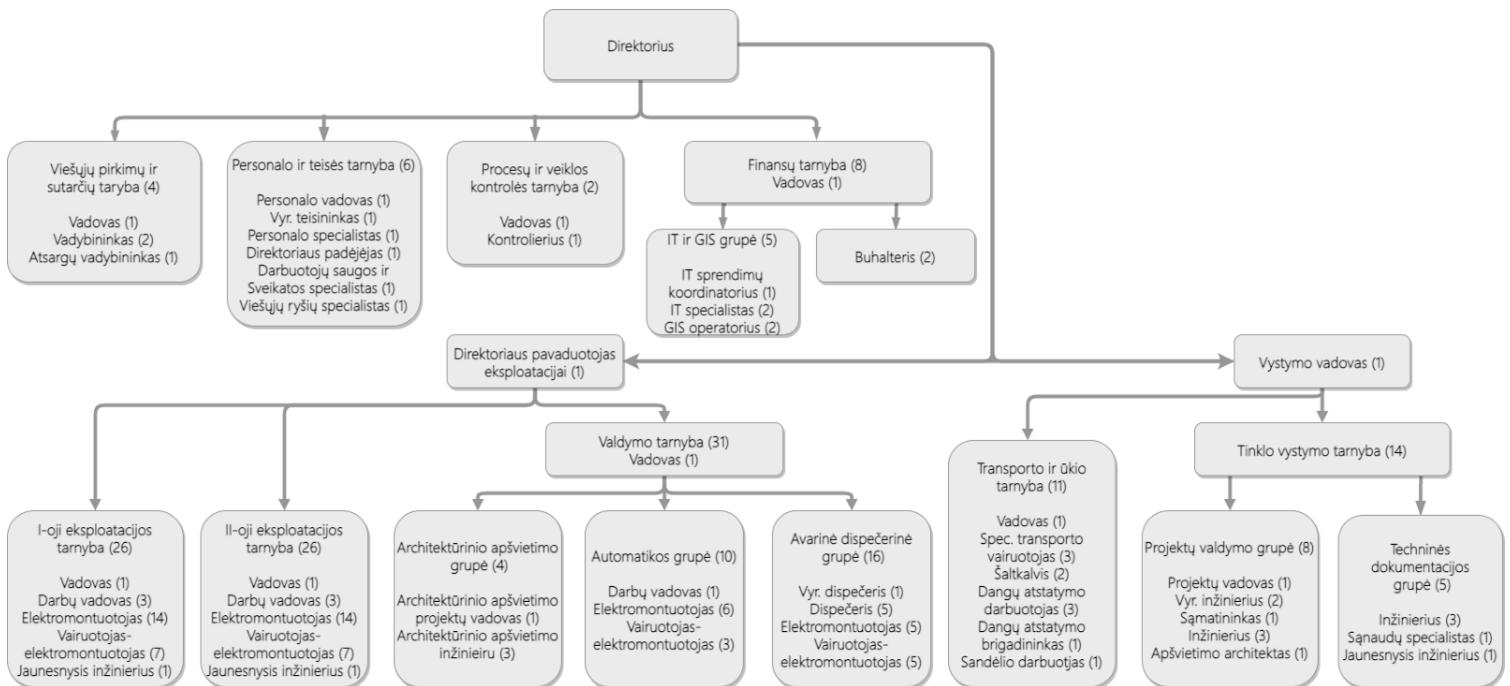 Direktorius
Viešųjų pirkimų ir
sutarčių taryba (4)
Vadovas (1)
Vadybininkas (2)
Atsargų vadybininkas (1)
Personalo ir teisės tarnyba (6)
Personalo vadovas (1)
Vyr. teisininkas (1)
Personalo specialistas (1)
Direktoriaus padėjėjas (1)
Darbuotojų saugos ir
Sveikatos specialistas (1)
Viešųjų ryšių specialistas (1)
Procesų ir veiklos
kontrolės tarnyba (2)
Vadovas (1)
Kontrolierius (1)
Finansų tarnyba (8)
Vadovas (1)
IT ir GIS grupė (5)
IT sprendimų
koordinatorius (1)
IT specialistas (2)
GIS operatorius (2)
Buhalteris (2)
Direktoriaus pavaduotojas
eksploatacijai (1)
Vystymo vadovas (1)
Valdymo tarnyba (31)
Vadovas (1)
Tinklo vystymo tarnyba (14)
I-oji eksploatacijos
tarnyba (26)
Vadovas (1)
Darbų vadovas (3)
Elektromontuotojas (14)
Vairuotojas-
elektromontuotojas (7)
Jaunesnysis inžinierius (1)
II-oji eksploatacijos
tarnyba (26)
Vadovas (1)
Darbų vadovas (3)
Elektromontuotojas (14)
Vairuotojas-
elektromontuotojas (7)
Jaunesnysis inžinierius (1)
Architektūrinio apšvietimo
grupė (4)
Architektūrinio apšvietimo
projektų vadovas (1)
Architektūrinio apšvietimo
inžinieiru (3)
Automatikos grupė (10)
Darbų vadovas (1)
Elektromontuotojas (6)
Vairuotojas-
elektromontuotojas (3)
Avarinė dispečerinė
grupė (16)
Vyr. dispečeris (1)
Dispečeris (5)
Elektromontuotojas (5)
Vairuotojas-
elektromontuotojas (5)
Transporto ir ūkio
tarnyba (11)
Vadovas (1)
Spec. transporto
vairuotojas (3)
Šaltkalvis (2)
Dangų atstatymo
darbuotojas (3)
Dangų atstatymo
brigadininkas (1)
Sandėlio darbuotjas (1)
Projektų valdymo grupė (8)
Projektų vadovas (1)
Vyr. inžinierius (2)
Sąmatininkas (1)
Inžinierius (3)
Apšvietimo architektas (1)
Techninės
dokumentacijos
grupė (5)
Inžinierius (3)
Sąnaudų specialistas (1)
Jaunesnysis inžinierius (1)